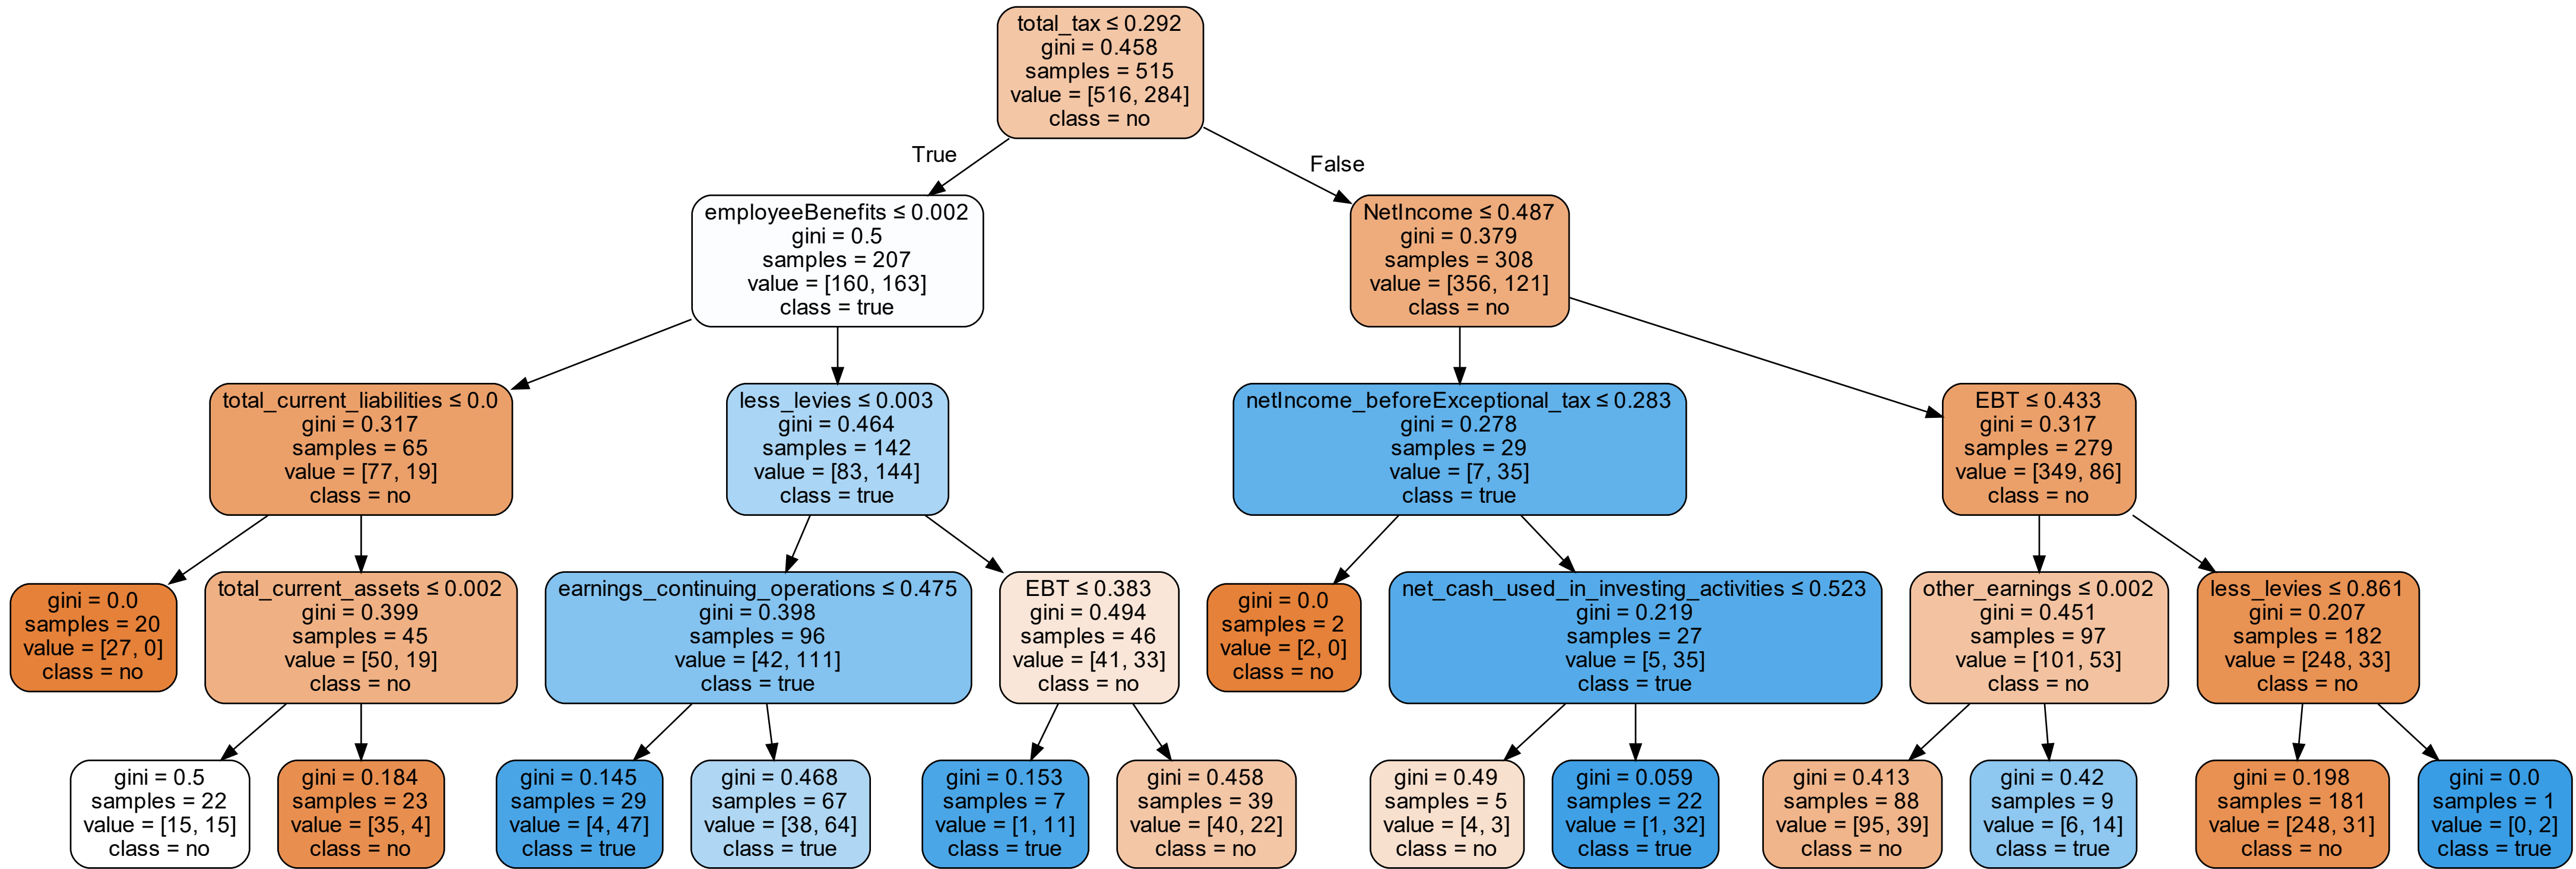 total_tax ≤ 0.292
gini = 0.458
samples = 515
value = [516, 284]
class = no
True
False
employeeBenefits ≤ 0.002
gini = 0.5
samples = 207
value = [160, 163]
class = true
NetIncome ≤ 0.487
gini = 0.379
samples = 308
value = [356, 121]
class = no
total_current_liabilities ≤ 0.0
gini = 0.317
samples = 65
value = [77, 19]
class = no
less_levies ≤ 0.003
gini = 0.464
samples = 142
value = [83, 144]
class = true
netIncome_beforeExceptional_tax ≤ 0.283
gini = 0.278
samples = 29
value = [7, 35]
class = true
EBT ≤ 0.433
gini = 0.317
samples = 279
value = [349, 86]
class = no
gini = 0.0
samples = 20
value = [27, 0]
class = no
total_current_assets ≤ 0.002
gini = 0.399
samples = 45
value = [50, 19]
class = no
earnings_continuing_operations ≤ 0.475
gini = 0.398
samples = 96
value = [42, 111]
class = true
EBT ≤ 0.383
gini = 0.494
samples = 46
value = [41, 33]
class = no
gini = 0.0
samples = 2
value = [2, 0]
class = no
net_cash_used_in_investing_activities ≤ 0.523
gini = 0.219
samples = 27
value = [5, 35]
class = true
other_earnings ≤ 0.002
gini = 0.451
samples = 97
value = [101, 53]
class = no
less_levies ≤ 0.861
gini = 0.207
samples = 182
value = [248, 33]
class = no
gini = 0.5
samples = 22
value = [15, 15]
class = no
gini = 0.184
samples = 23
value = [35, 4]
class = no
gini = 0.145
samples = 29
value = [4, 47]
class = true
gini = 0.468
samples = 67
value = [38, 64]
class = true
gini = 0.153
samples = 7
value = [1, 11]
class = true
gini = 0.458
samples = 39
value = [40, 22]
class = no
gini = 0.49
samples = 5
value = [4, 3]
class = no
gini = 0.059
samples = 22
value = [1, 32]
class = true
gini = 0.413
samples = 88
value = [95, 39]
class = no
gini = 0.42
samples = 9
value = [6, 14]
class = true
gini = 0.198
samples = 181
value = [248, 31]
class = no
gini = 0.0
samples = 1
value = [0, 2]
class = true